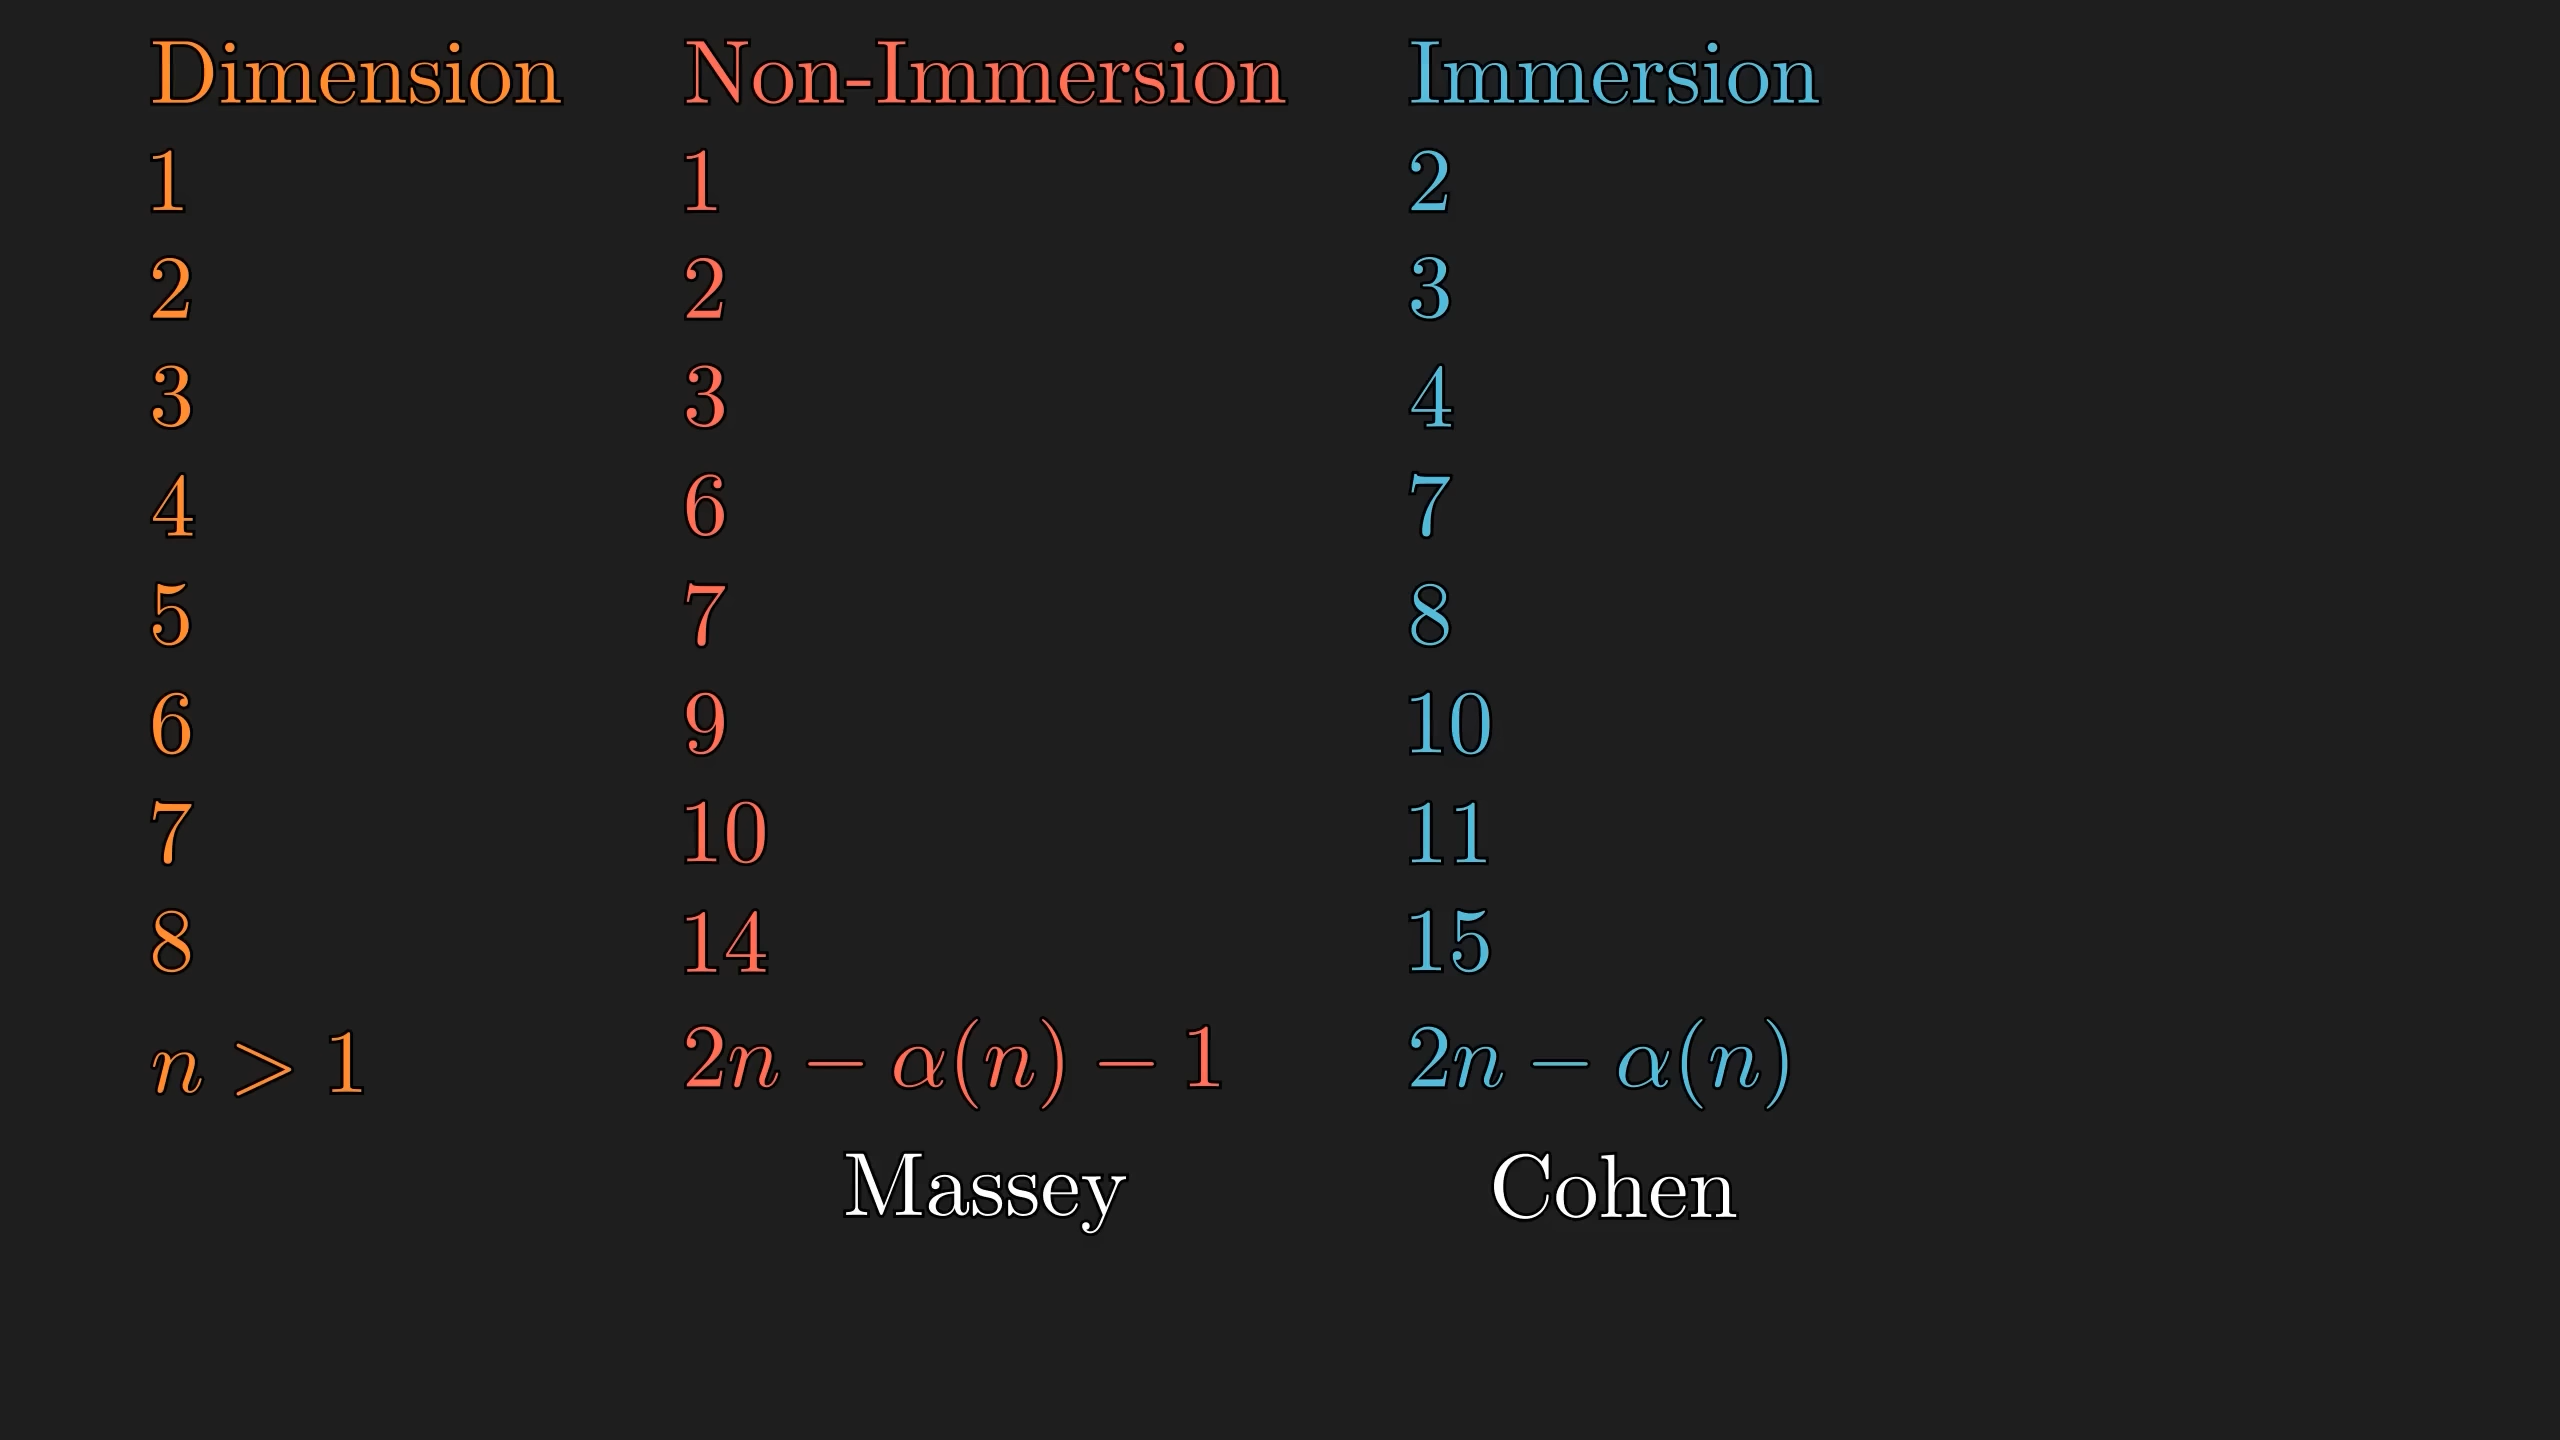 Dimension Non-Immersion Immersion
1 1 2
2 2 3
3 3 4
4 6 7
5 7 8
6 9 10
7 10 11
8 14 15
n > 1 2n − α(n) − 1 2n − α(n)
Massey Cohen